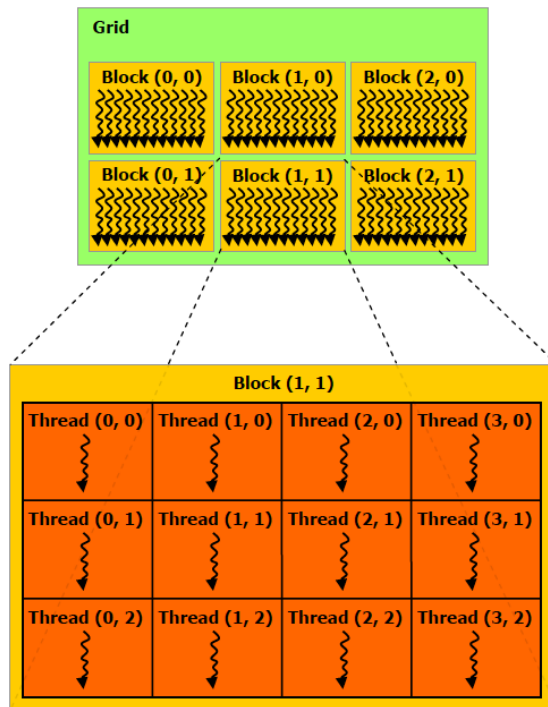 Grid
Block (0, 0) Block (1, 0) Block (2, 0)
Block (0, 1) Block (1, 1) Block (2, 1)
Block (1, 1)
Thread (0, 0) Thread (1, 0) Thread (2, 0) Thread (3, 0)
Thread (0, 1) Thread (1, 1) Thread (2, 1) Thread (3, 1)
Thread (0, 2) Thread (1, 2) Thread (2, 2) Thread (3, 2)